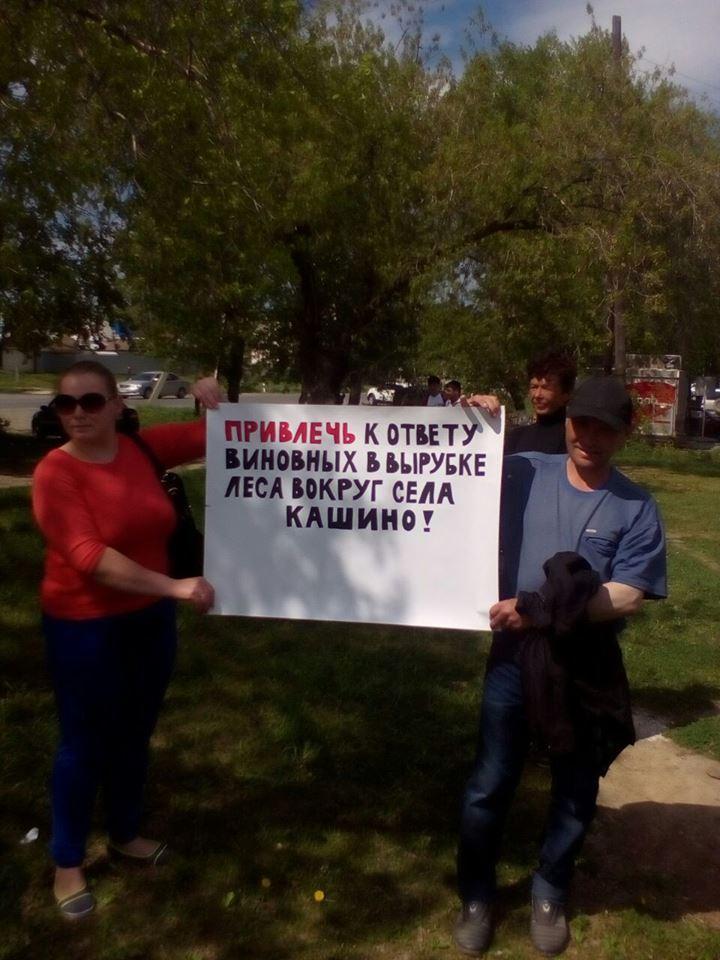 ПРИВЛЕЧЬ К ОТВЕТУ
ВИНОВНЫХ В ВЫРУБКЕ
ЛЕСА ВОКРУГ СЕЛА
КАШИНО!